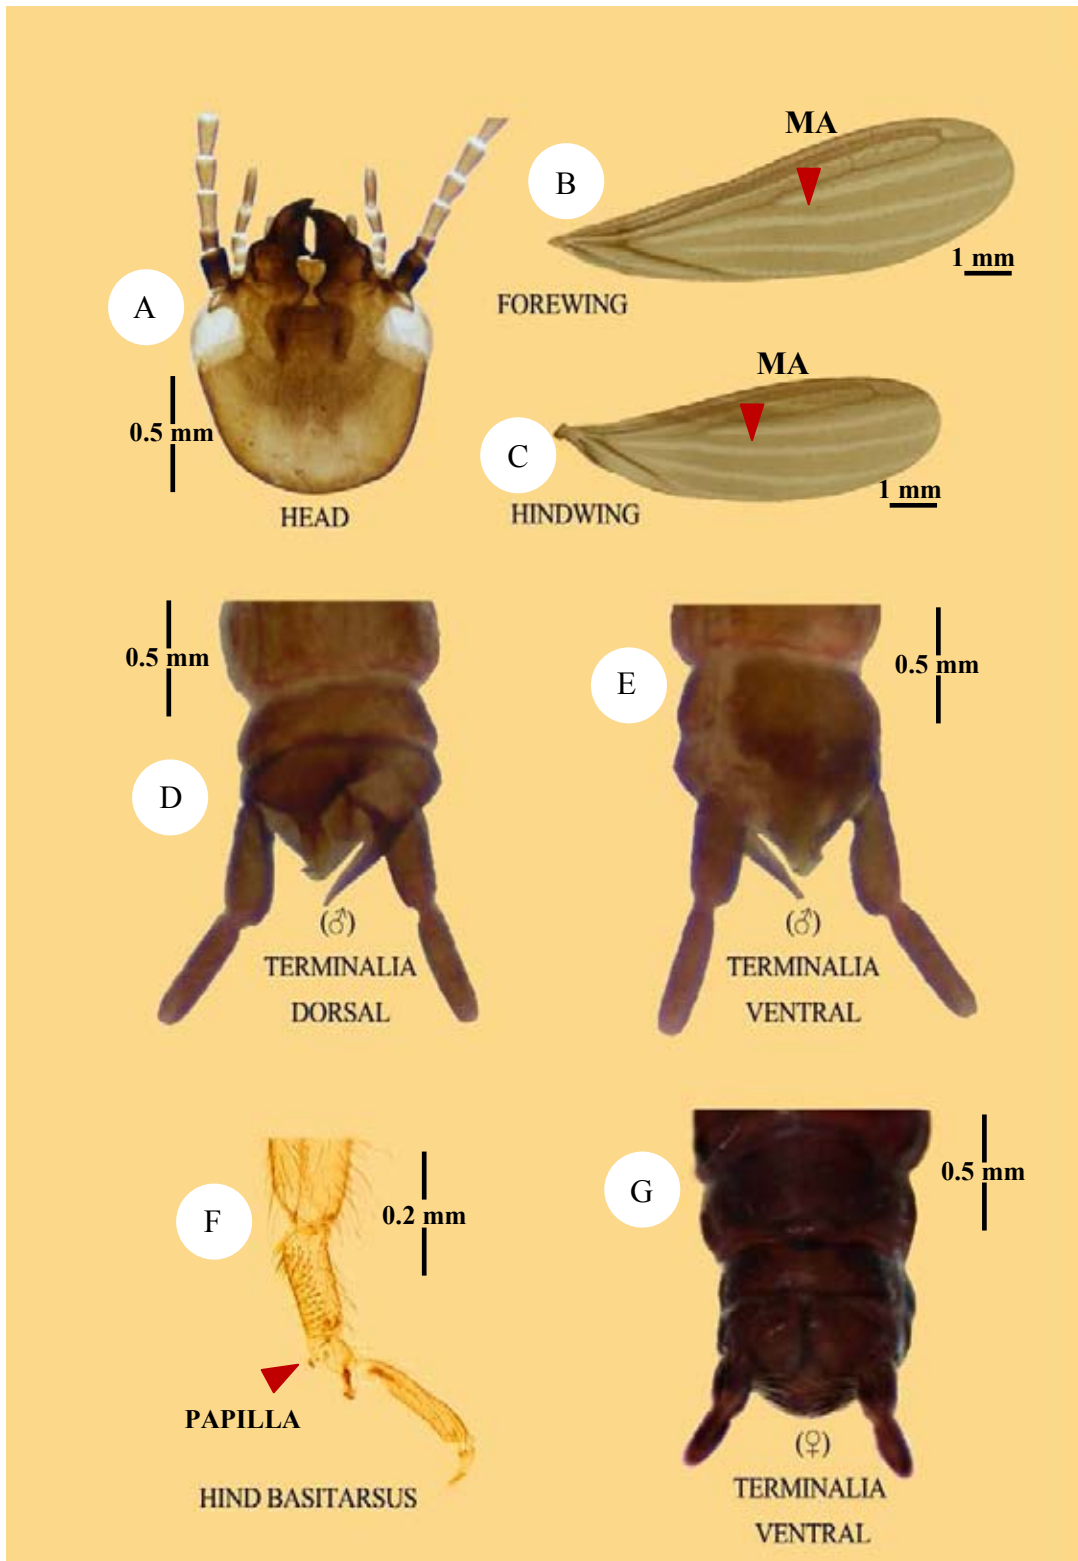 A
0.5 mm
HEAD
B
MA
1 mm
FOREWING
C
MA
1 mm
HINDWING
D
0.5 mm
(♂)
TERMINALIA
DORSAL
E
0.5 mm
(♂)
TERMINALIA
VENTRAL
F
0.2 mm
PAPILLA
HIND BASITARSUS
G
0.5 mm
(♀)
TERMINALIA
VENTRAL